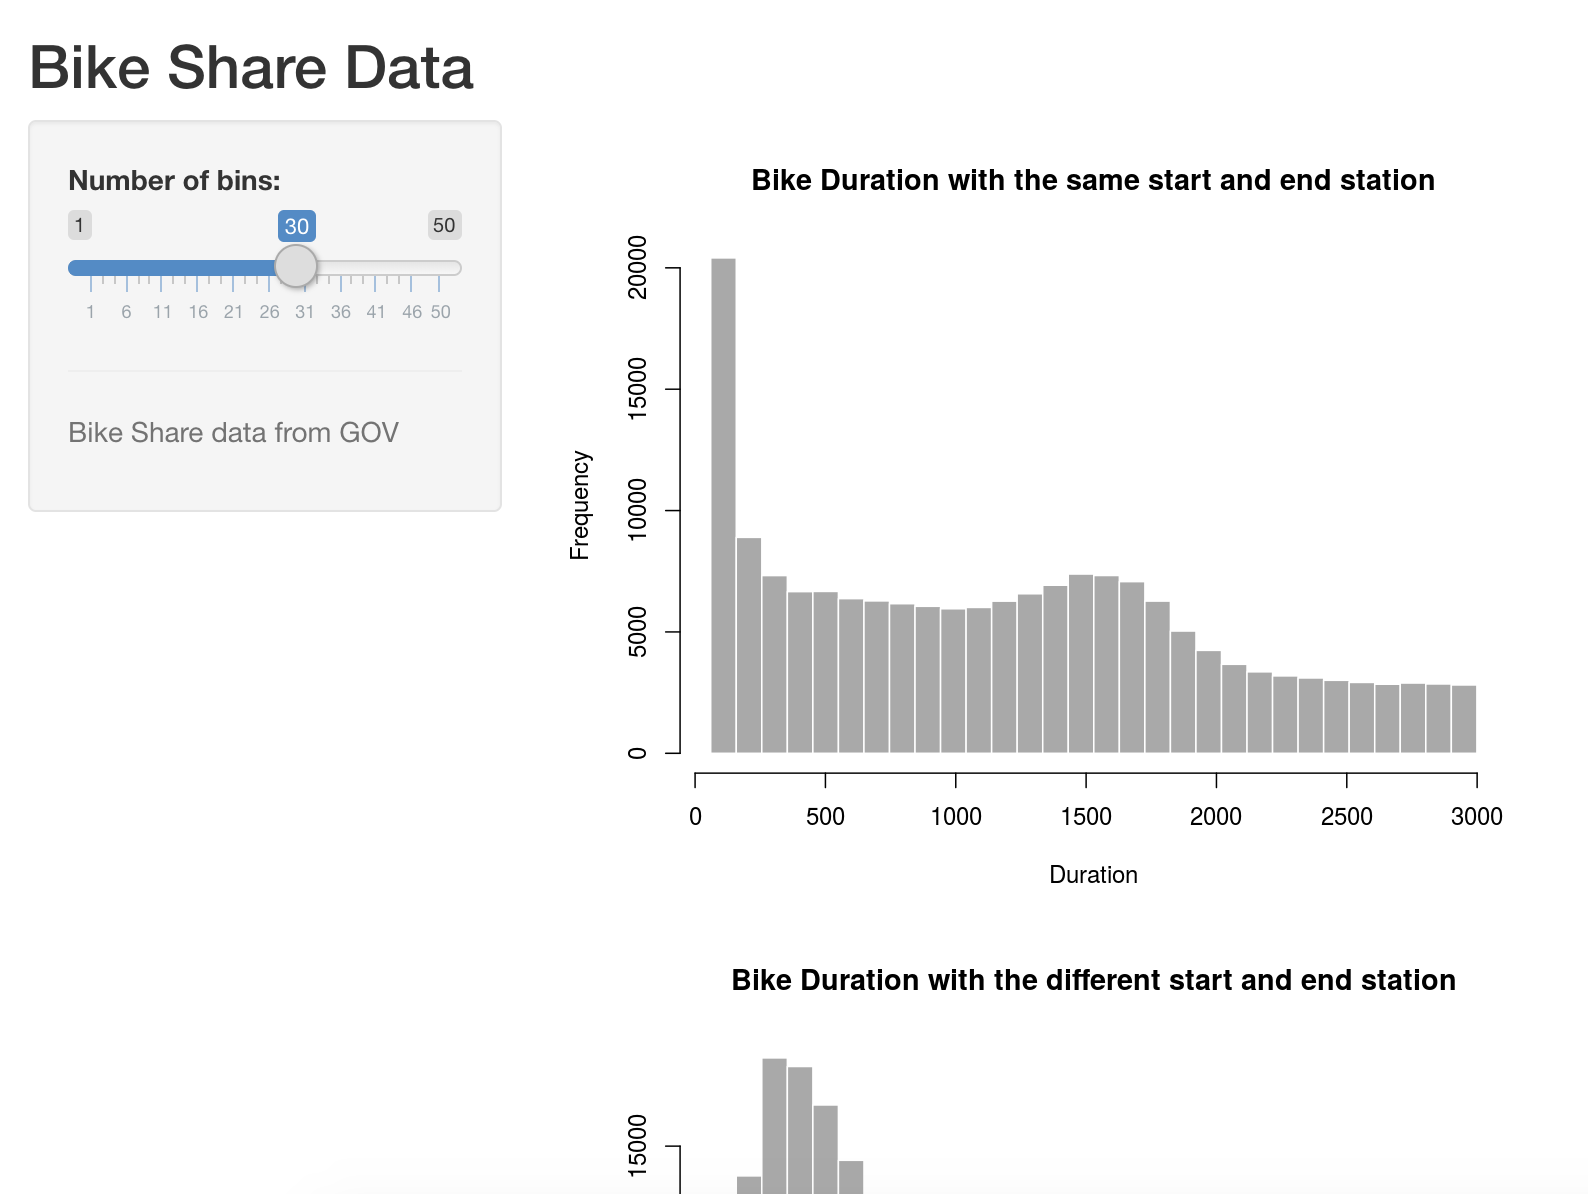 Bike Share Data
Number of bins:
1 30 50
1 6 11 16 21 26 31 36 41 46 50
Bike Share data from GOV
Bike Duration with the same start and end station
20000
15000
10000
5000
0
Frequency
0 500 1000 1500 2000 2500 3000
Duration
Bike Duration with the different start and end station
15000